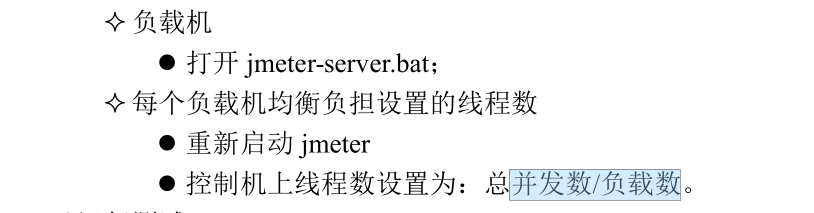 ✧ 负载机
● 打开 jmeter-server.bat；
✧ 每个负载机均衡负担设置的线程数
● 重新启动 jmeter
● 控制机上线程数设置为：总并发数/负载数。